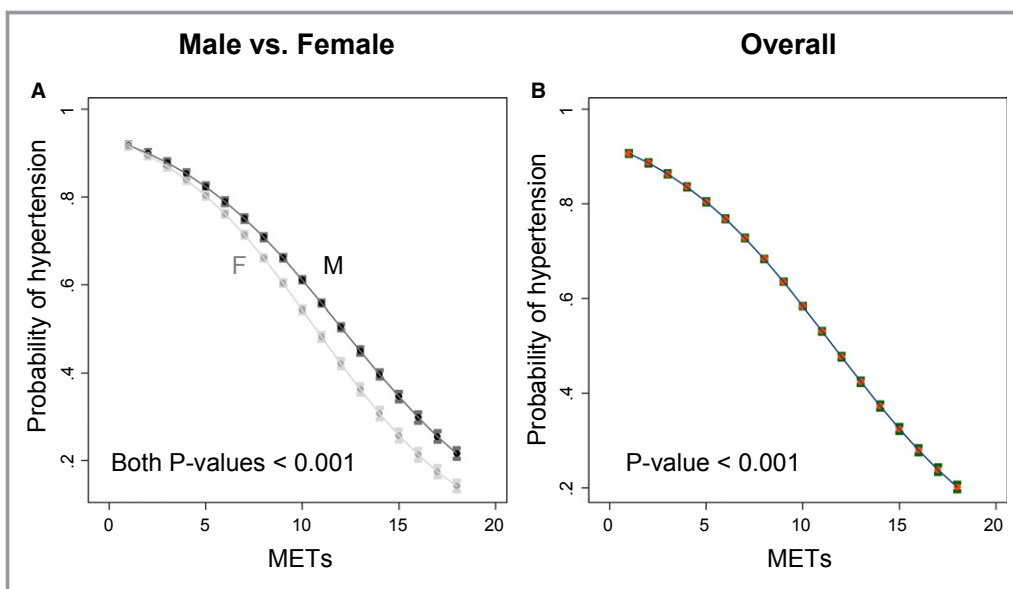 Male vs. Female
Overall
A
Probability of hypertension
1
.8
.6
.4
.2
F
M
Both P-values < 0.001
0 5 10 15 20
METs
B
Probability of hypertension
1
.8
.6
.4
.2
P-value < 0.001
0 5 10 15 20
METs